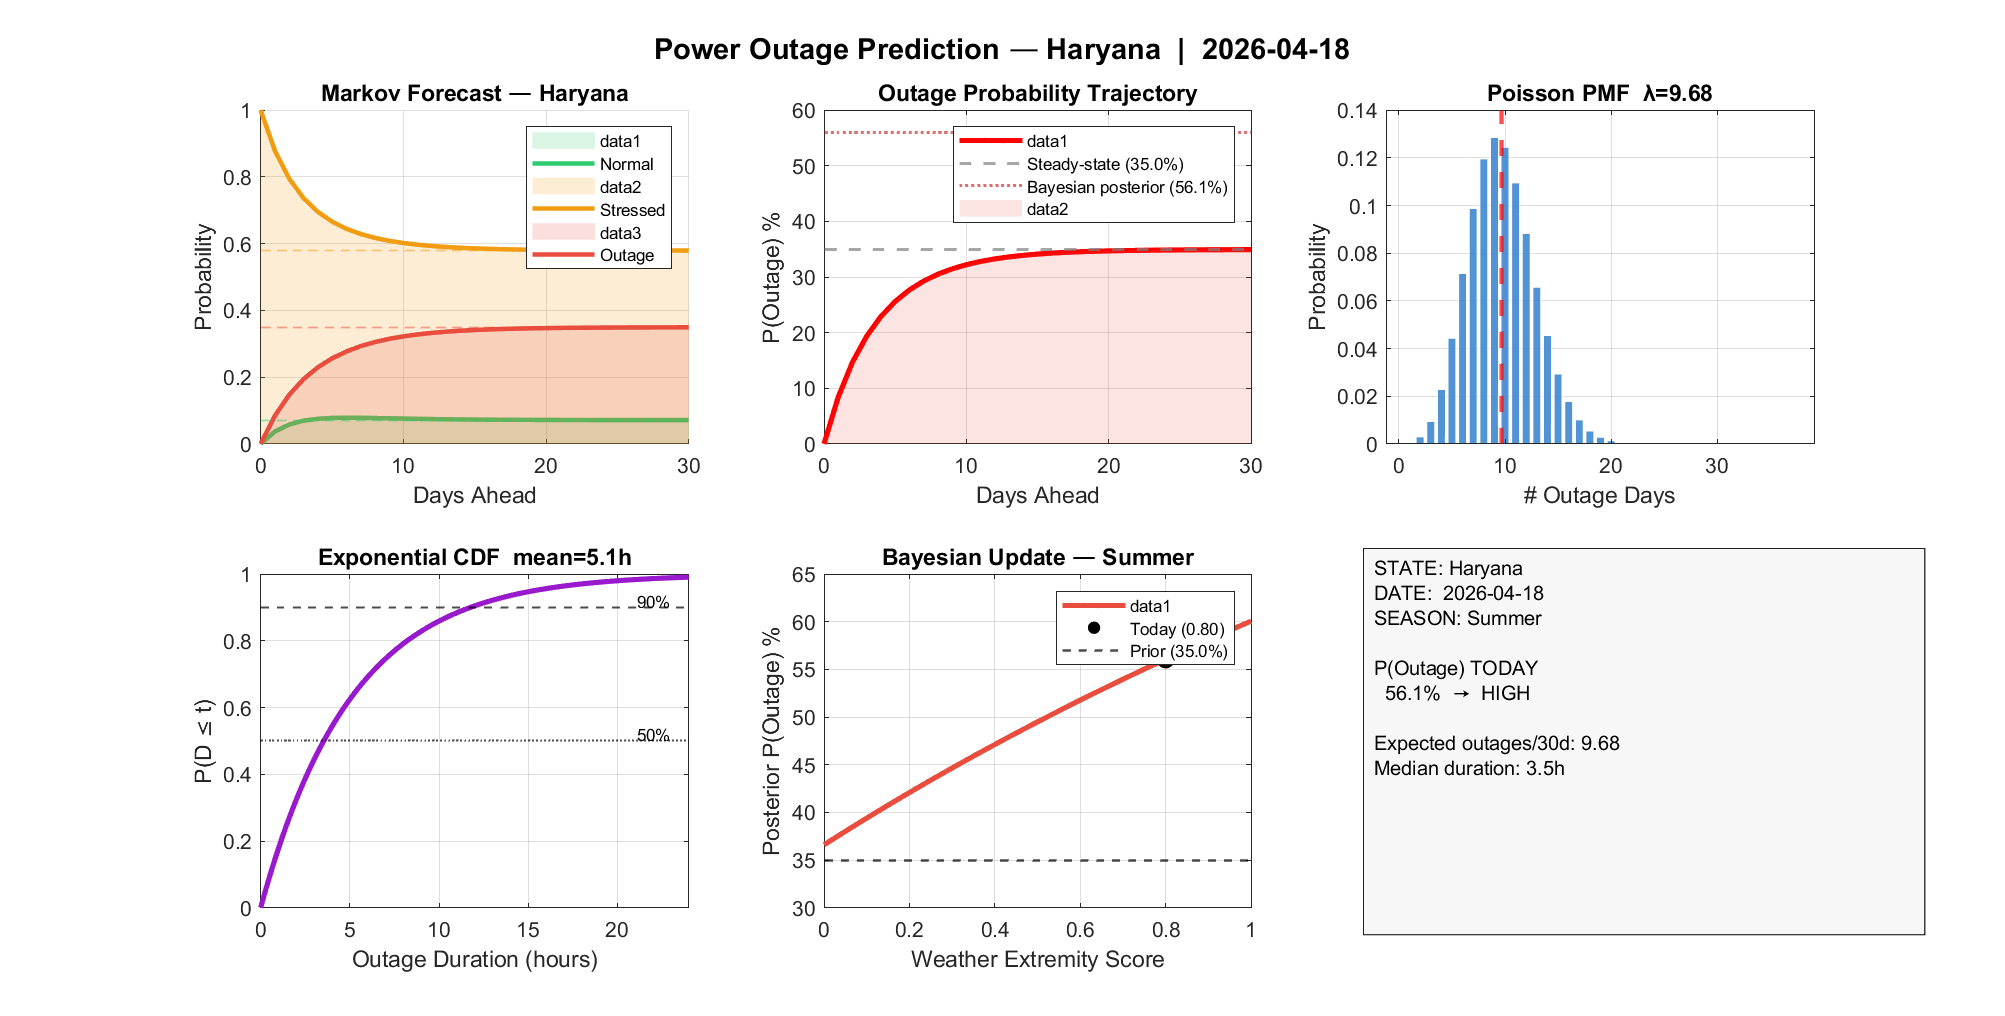 Power Outage Prediction — Haryana | 2026-04-18
Markov Forecast — Haryana
1
0.8
0.6
0.4
0.2
0
0
10
20
30
Probability
Days Ahead
data1
Normal
data2
Stressed
data3
Outage
Outage Probability Trajectory
60
50
40
30
20
10
0
0
10
20
30
P(Outage) %
Days Ahead
data1
Steady-state (35.0%)
Bayesian posterior (56.1%)
data2
Poisson PMF λ=9.68
0.14
0.12
0.1
0.08
0.06
0.04
0.02
0
0
10
20
30
Probability
# Outage Days
Exponential CDF mean=5.1h
1
0.8
0.6
0.4
0.2
0
0
5
10
15
20
90%
50%
P(D ≤ t)
Outage Duration (hours)
Bayesian Update — Summer
65
60
55
50
45
40
35
30
0
0.2
0.4
0.6
0.8
1
Posterior P(Outage) %
Weather Extremity Score
data1
Today (0.80)
Prior (35.0%)
STATE: Haryana
DATE: 2026-04-18
SEASON: Summer
P(Outage) TODAY
56.1% → HIGH
Expected outages/30d: 9.68
Median duration: 3.5h